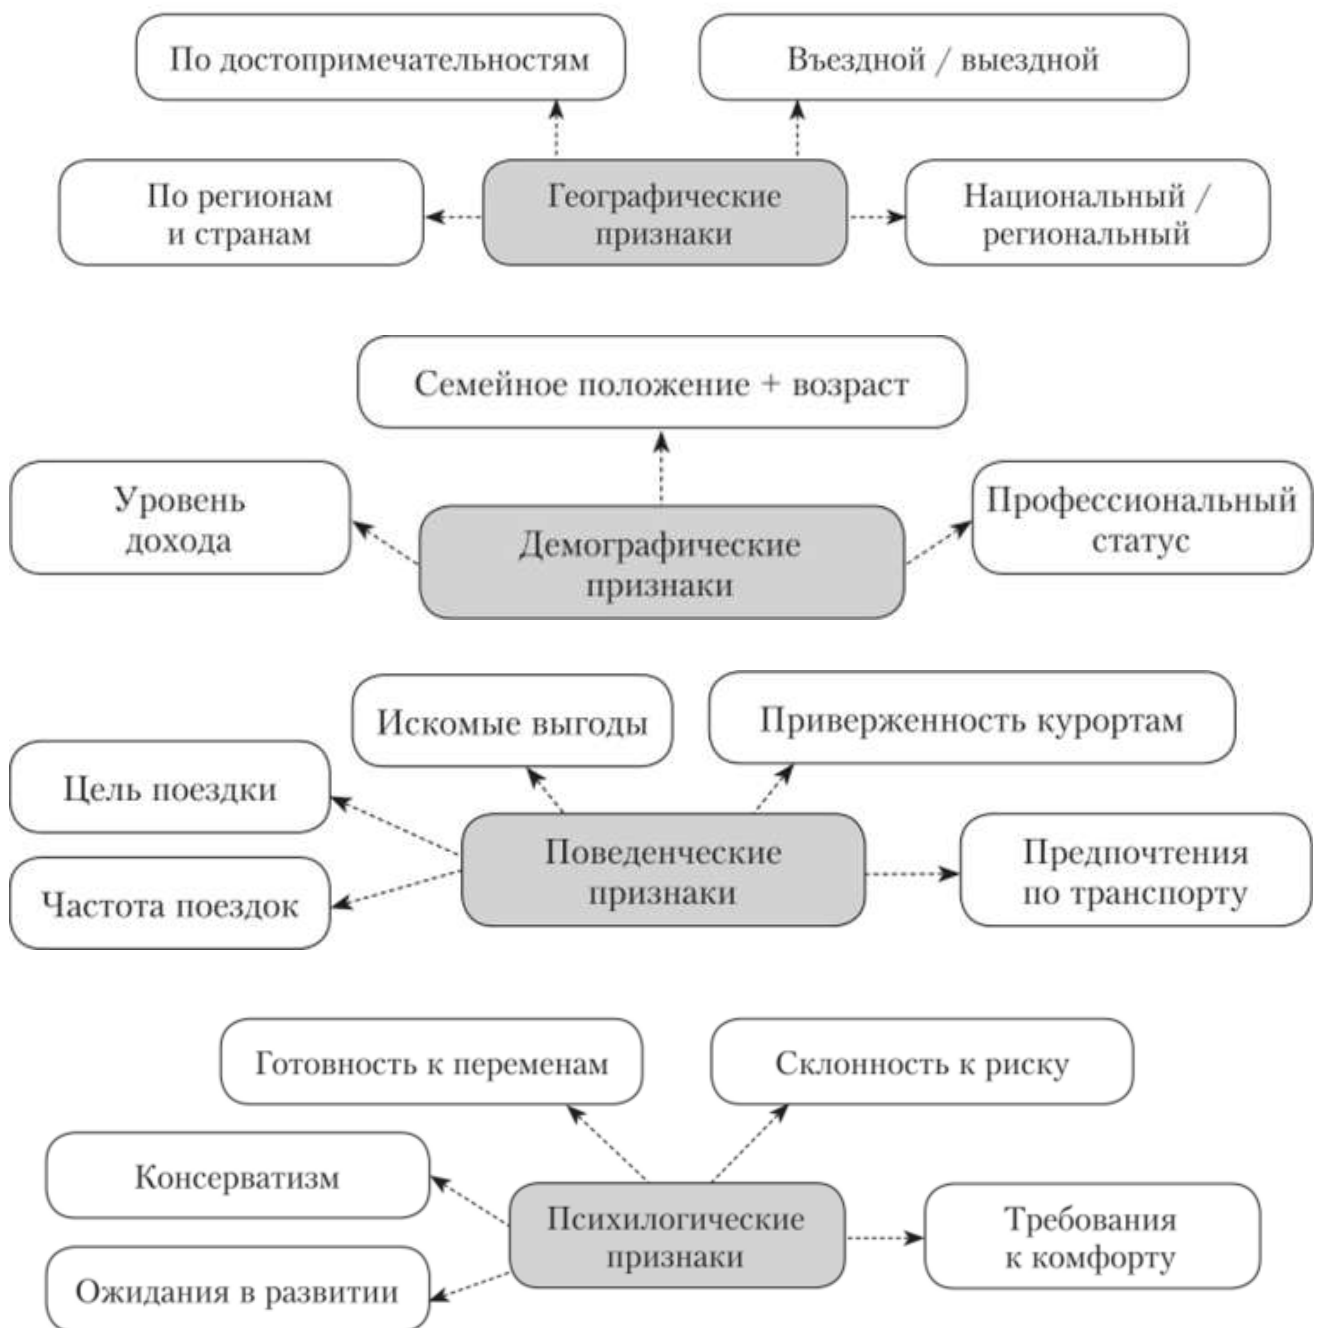 По достопримечательностям
Въездной / выездной
По регионам
и странам
Географические
признаки
Национальный /
региональный
Семейное положение + возраст
Уровень
дохода
Демографические
признаки
Профессиональный
статус
Искомые выгоды
Приверженность курортам
Цель поездки
Частота поездок
Поведенческие
признаки
Предпочтения
по транспорту
Готовность к переменам
Склонность к риску
Консерватизм
Ожидания в развитии
Психилогические
признаки
Требования
к комфорту